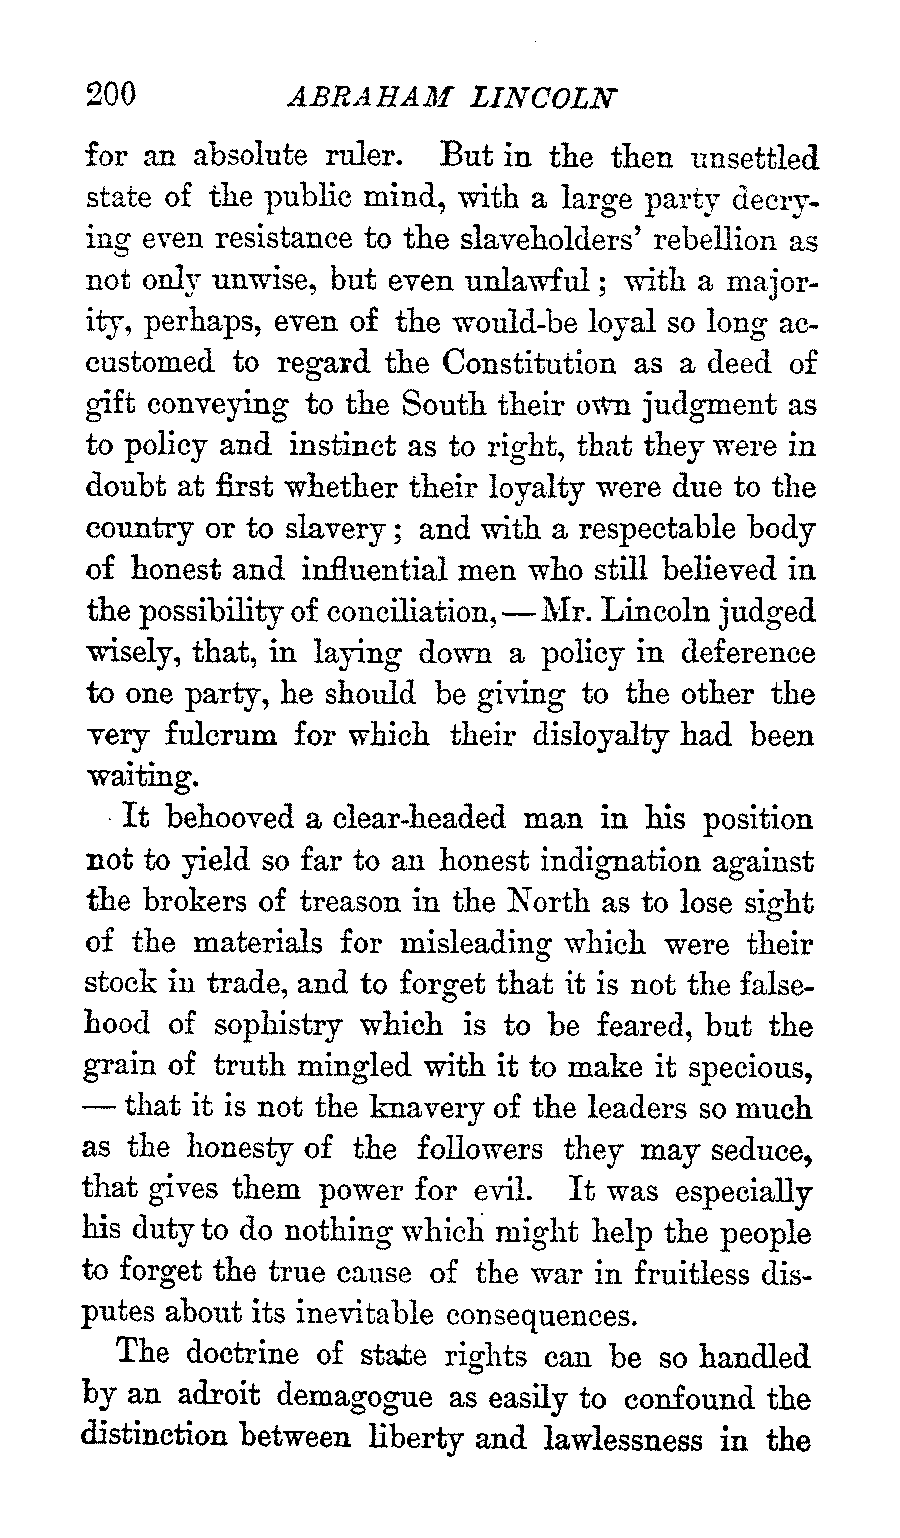 200 ABRAHAM LINCOLN
for an absolute ruler. But in the then unsettled
state of the public mind, with a large party decry-
ing even resistance to the slaveholders' rebellion as
not only unwise, but even unlawful; with a major-
ity, perhaps, even of the would-be loyal so long ac-
customed to regard the Constitution as a deed of
gift conveying to the South their own judgment as
to policy and instinct as to right, that they were in
doubt at first whether their loyalty were due to the
country or to slavery; and with a respectable body
of honest and influential men who still believed in
the possibility of conciliation,—Mr. Lincoln judged
wisely, that, in laying down a policy in deference
to one party, he should be giving to the other the
very fulcrum for which their disloyalty had been
waiting.
It behooved a clear-headed man in his position
not to yield so far to an honest indignation against
the brokers of treason in the North as to lose sight
of the materials for misleading which were their
stock in trade, and to forget that it is not the false-
hood of sophistry which is to be feared, but the
grain of truth mingled with it to make it specious,
— that it is not the knavery of the leaders so much
as the honesty of the followers they may seduce,
that gives them power for evil. It was especially
his duty to do nothing which might help the people
to forget the true cause of the war in fruitless dis-
putes about its inevitable consequences.
The doctrine of state rights can be so handled
by an adroit demagogue as easily to confound the
distinction between liberty and lawlessness in the